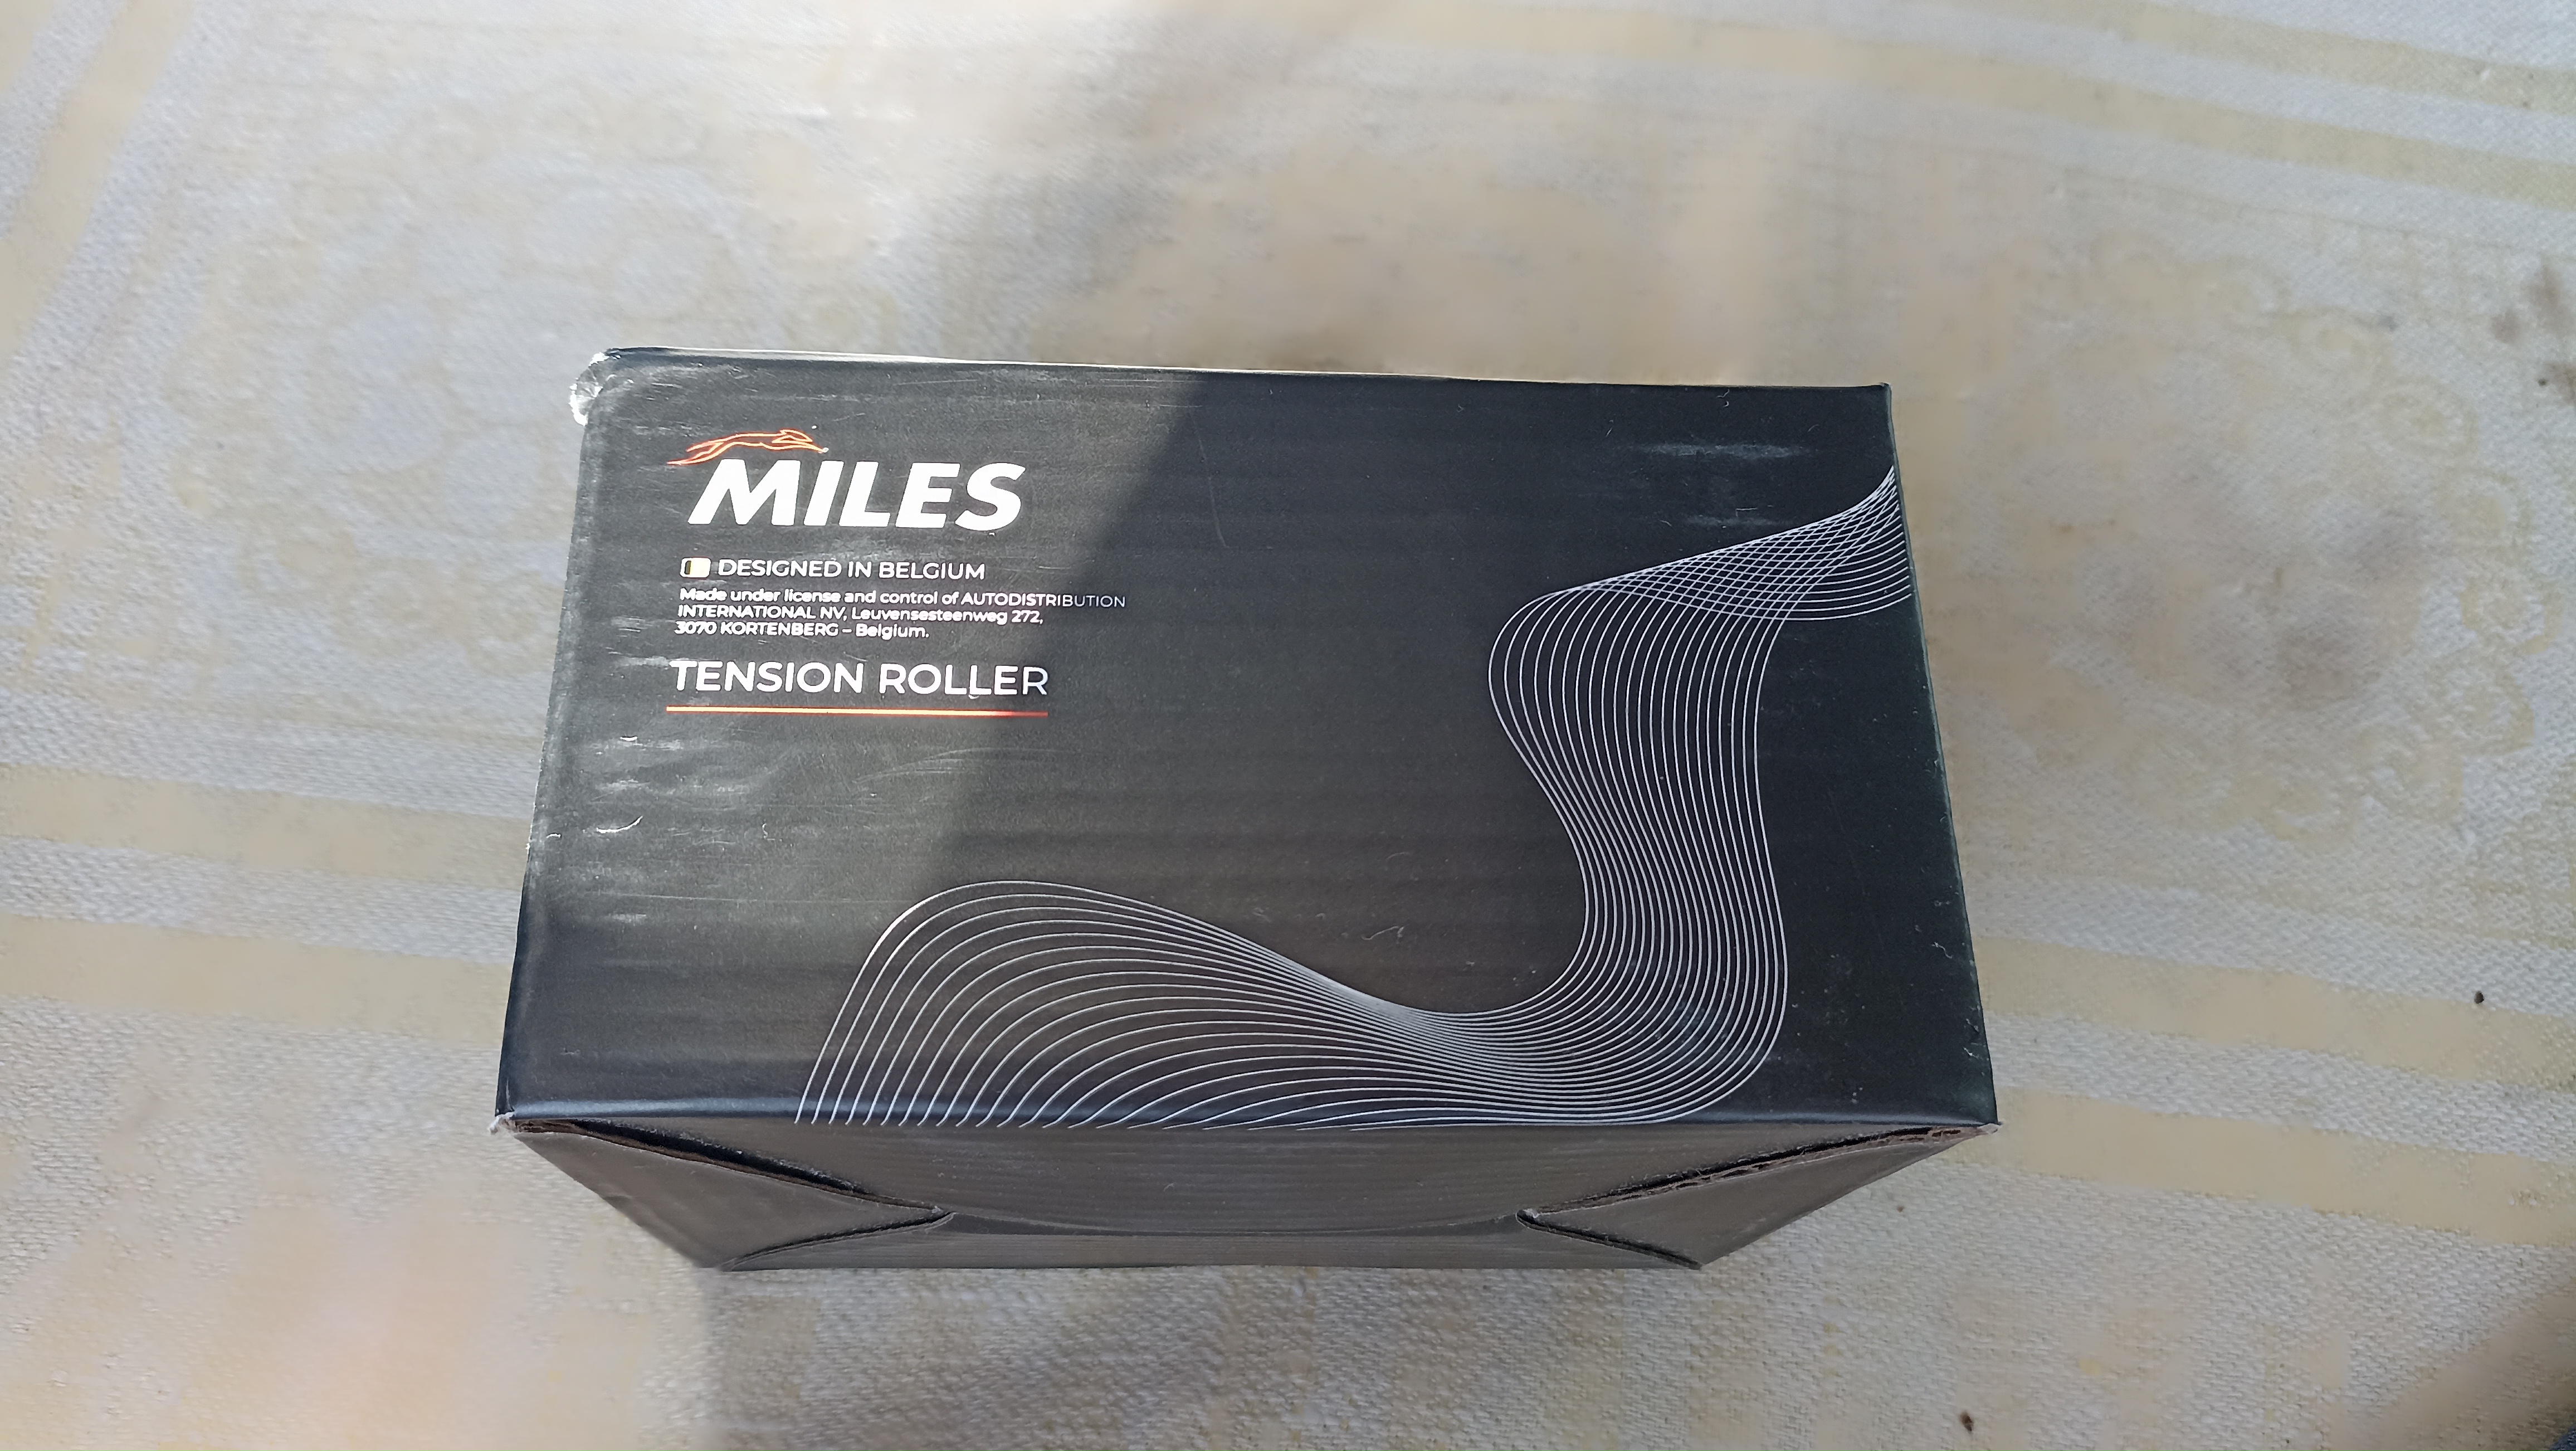 MILES
DESIGNED IN BELGIUM
Made under license and control of AUTODISTRIBUTION
INTERNATIONAL NV, Leuvensesteenweg 272,
3070 KORTENBERG – Belgium.
TENSION ROLLER